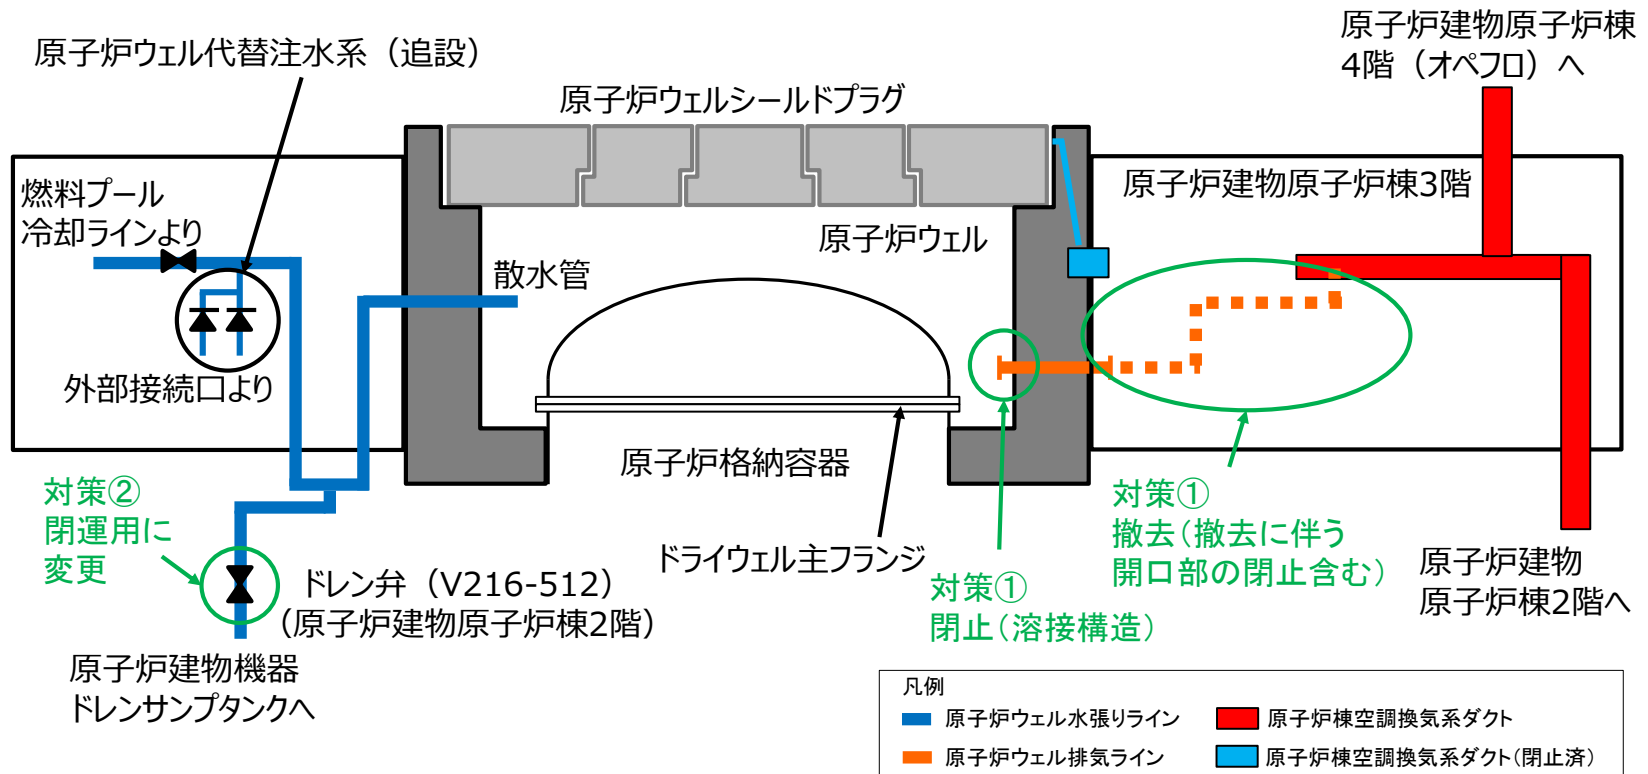 原子炉ウェル代替注水系（追設）
原子炉ウェルシールドプラグ
原子炉建物原子炉棟
4階（オペフロ）へ
燃料プール
冷却ラインより
散水管
原子炉ウェル
原子炉建物原子炉棟3階
外部接続口より
原子炉格納容器
対策②
閉運用に
変更
ドレン弁（V216-512）
（原子炉建物原子炉棟2階）
ドライウェル主フランジ
対策①
閉止（溶接構造）
対策①
撤去（撤去に伴う
開口部の閉止含む）
原子炉建物
原子炉棟2階へ
原子炉建物機器
ドレンサンプタンクへ
凡例
原子炉ウェル水張りライン
原子炉棟空調換気系ダクト
原子炉ウェル排気ライン
原子炉棟空調換気系ダクト（閉止済）